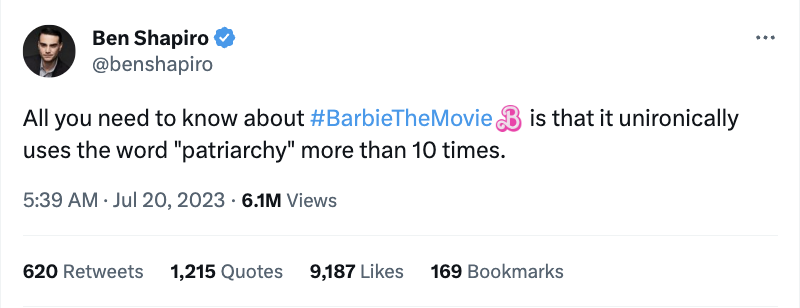 Ben Shapiro
@benshapiro
All you need to know about #BarbieTheMovie B is that it unironically
uses the word "patriarchy" more than 10 times.
5:39 AM · Jul 20, 2023 · 6.1M Views
620 Retweets 1,215 Quotes 9,187 Likes 169 Bookmarks